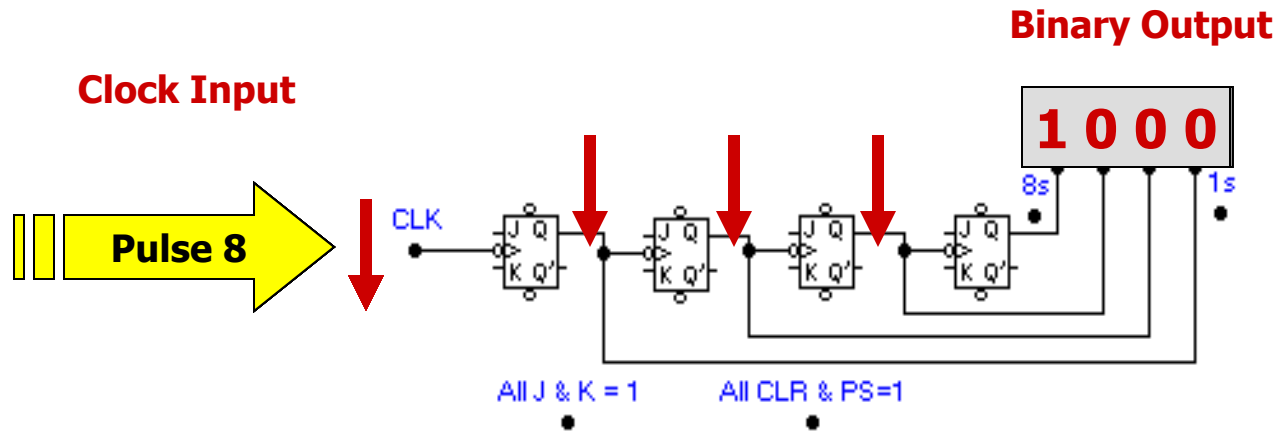 Binary Output
Clock Input
1 0 0 0
8s
1s
CLK
Pulse 8
J Q
K Q'
J Q
K Q'
J Q
K Q'
J Q
K Q'
All J & K = 1
All CLR & PS=1